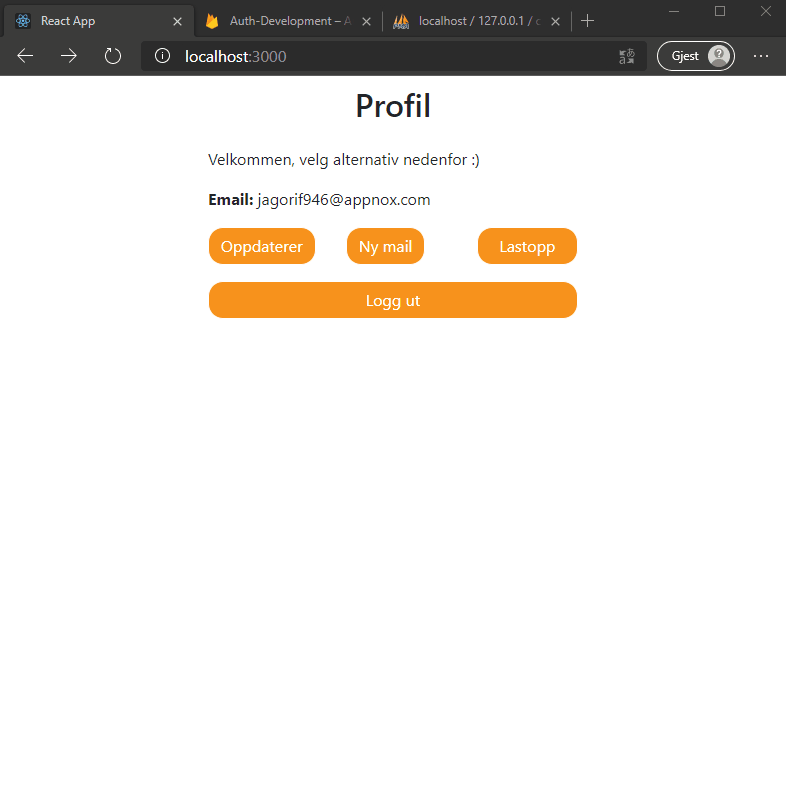 React App
Auth-Development – A
localhost / 127.0.0.1 / c
localhost:3000
Gjest
Profil
Velkommen, velg alternativ nedenfor :)
Email: jagorif946@appnox.com
Oppdaterer
Ny mail
Lastopp
Logg ut